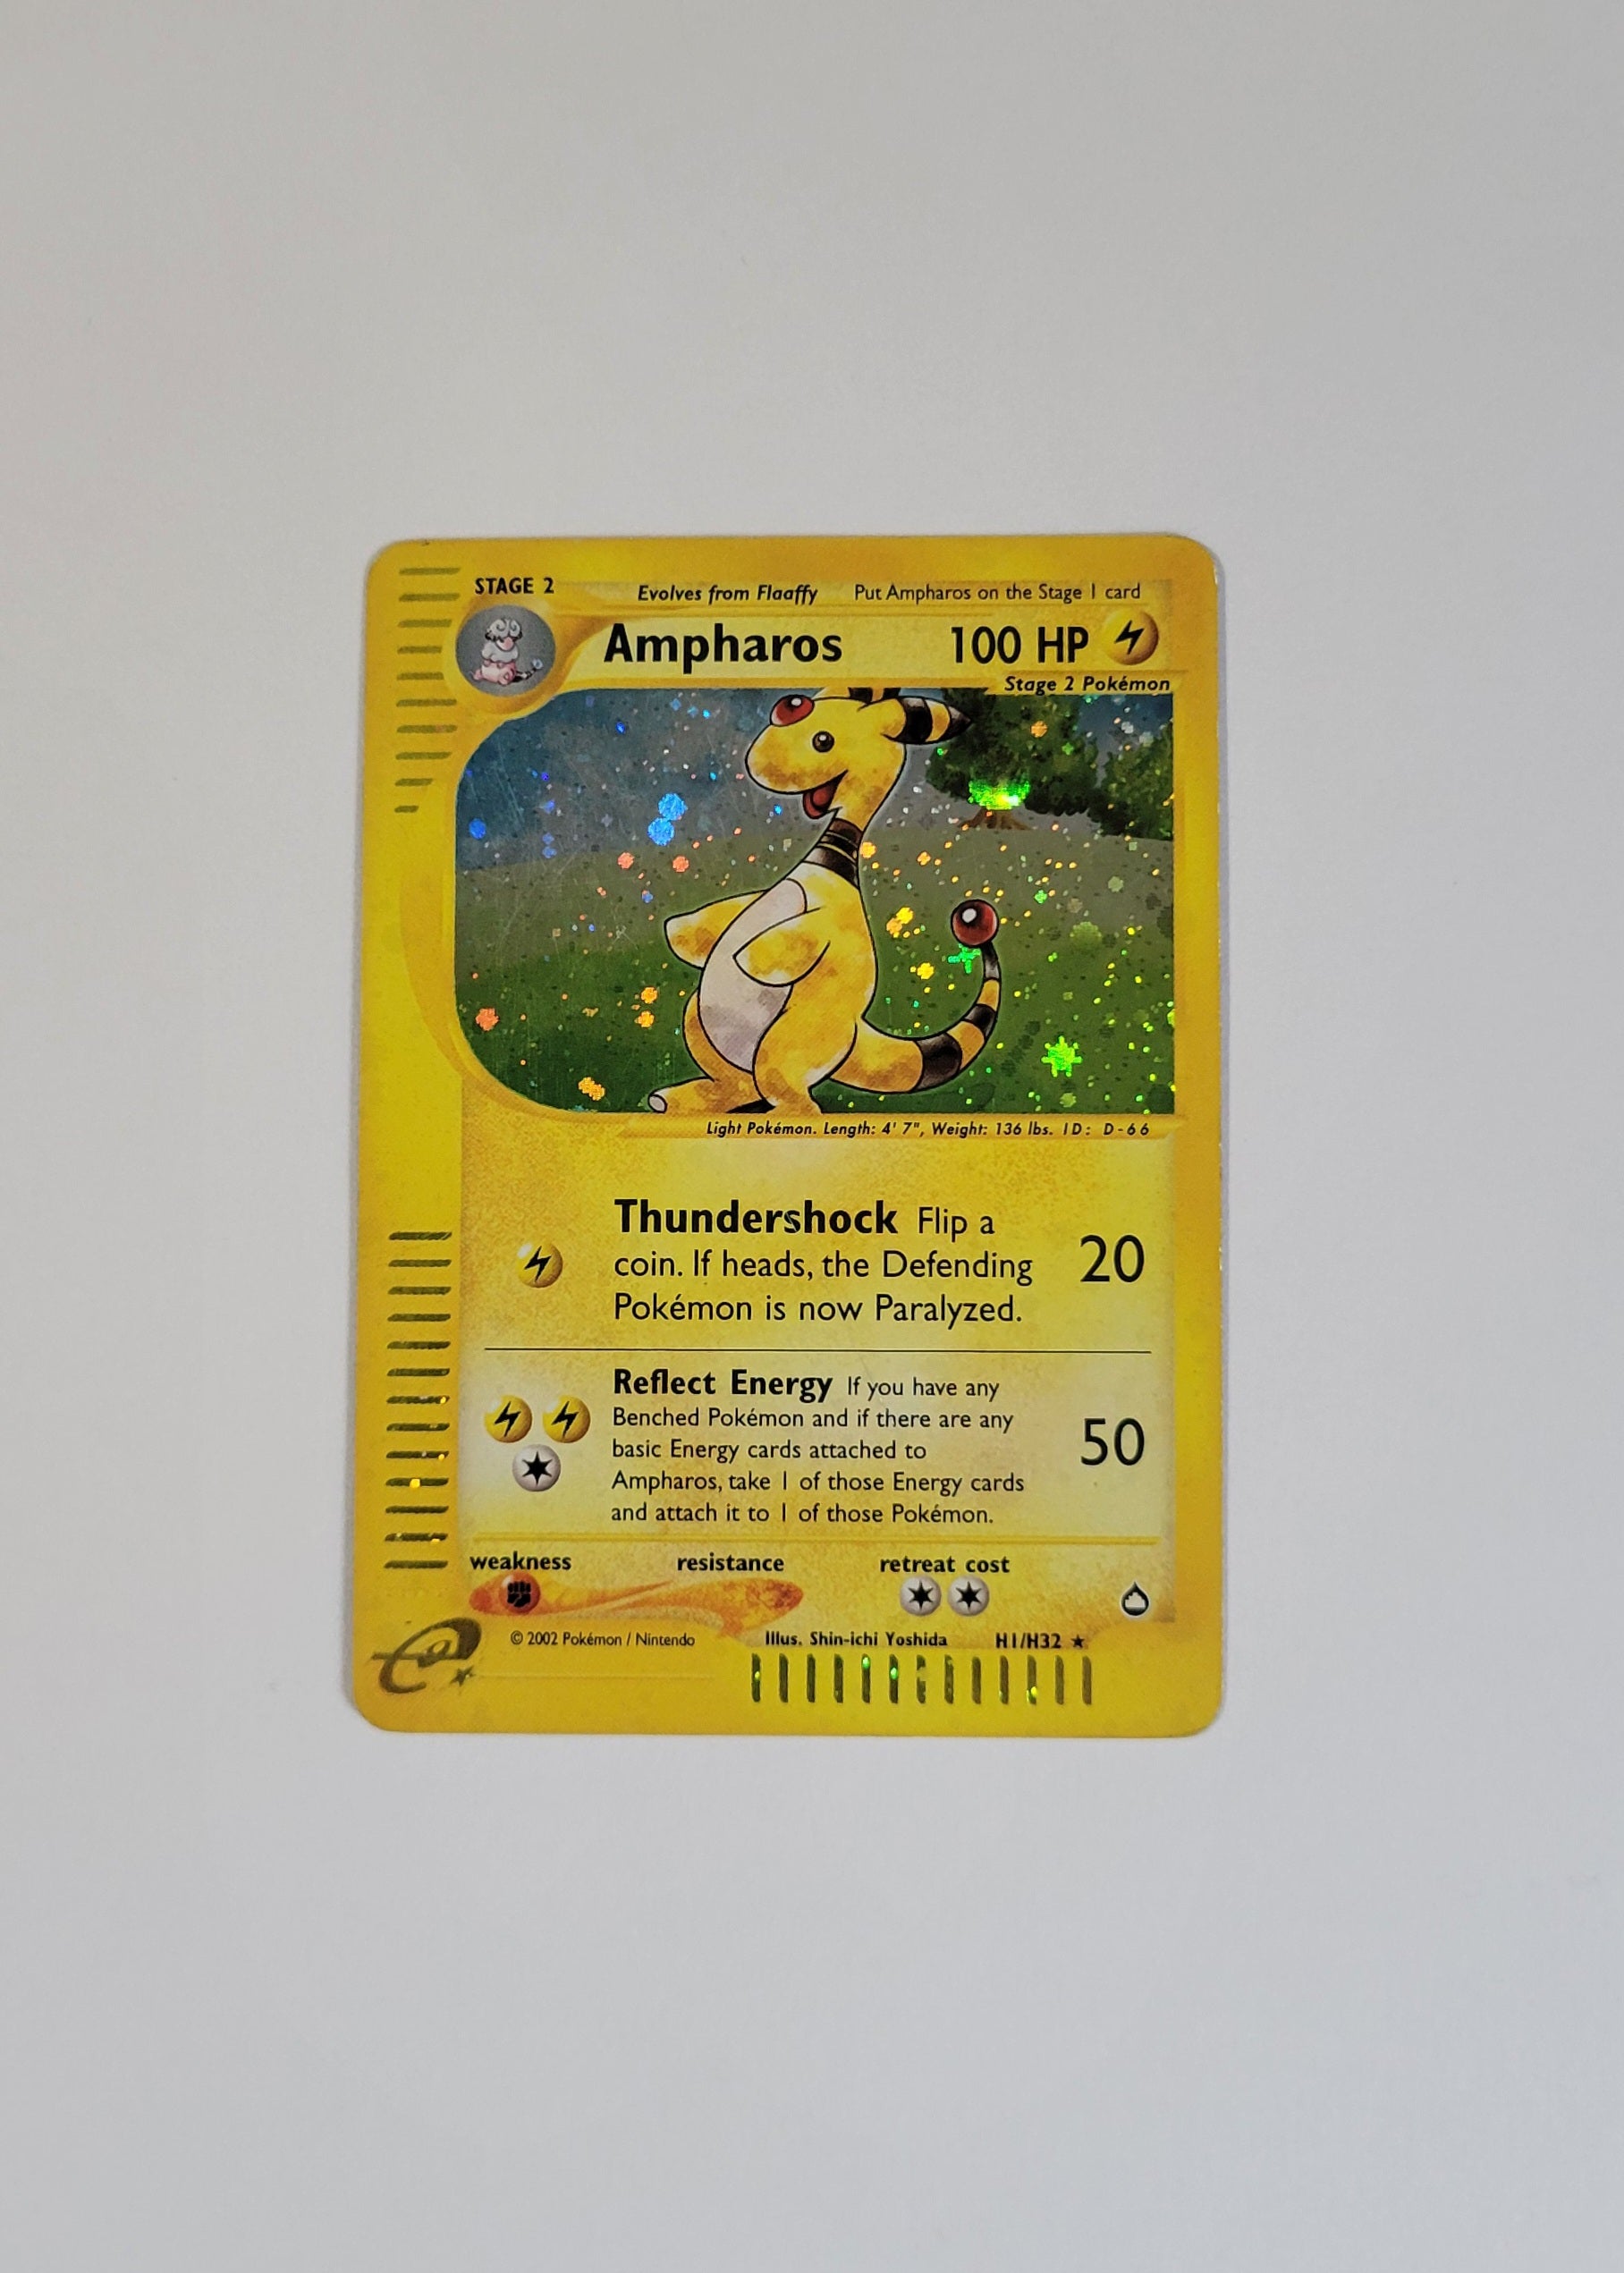 STAGE 2
Evolves from Flaaffy Put Ampharos on the Stage 1 card
Ampharos 100 HP
Stage 2 Pokémon
Light Pokémon. Length: 4' 7", Weight: 136 lbs. ID: D-66
Thundershock Flip a
coin. If heads, the Defending
Pokémon is now Paralyzed.
20
Reflect Energy If you have any
Benched Pokémon and if there are any
basic Energy cards attached to
Ampharos, take 1 of those Energy cards
and attach it to 1 of those Pokémon.
50
weakness resistance retreat cost
e
© 2002 Pokémon / Nintendo Illus. Shin-ichi Yoshida H1/H32 ★